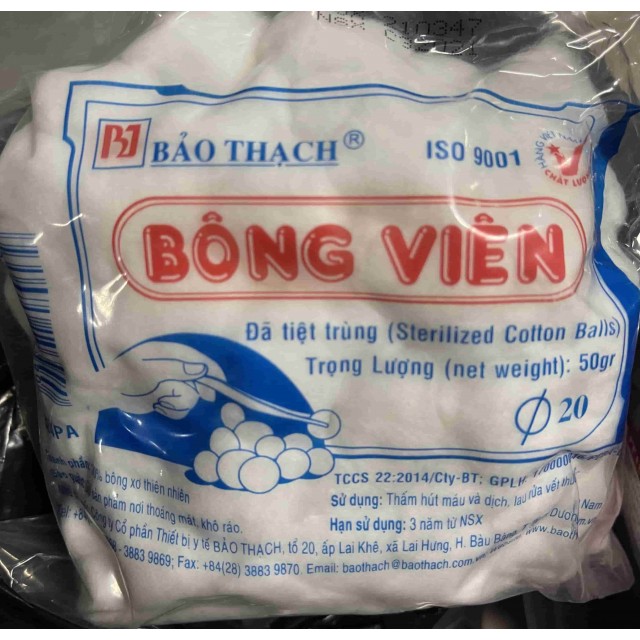 NSX 210347
BẢO THẠCH®
ISO 9001
CHẤT LƯỢ
BÔNG VIÊN
Đã tiệt trùng (Sterilized Cotton Balls)
Trọng Lượng (net weight): 50gr
Ø 20
TCCS 22:2014/Cty-BT; GPLH
bông xơ thiên nhiên
Sử dụng: Thấm hút máu và dịch, lau rửa vết
sản phẩm nơi thoáng mát, khô ráo.
Hạn sử dụng: 3 năm từ NSX
Cổ phần Thiết bị y tế BẢO THẠCH, tổ 20, ấp Lai Khê, xã Lai Hưng, H. Bàu Bàng
3883 9869; Fax: +84(28) 3883 9870. Email: baothach@baothach.com